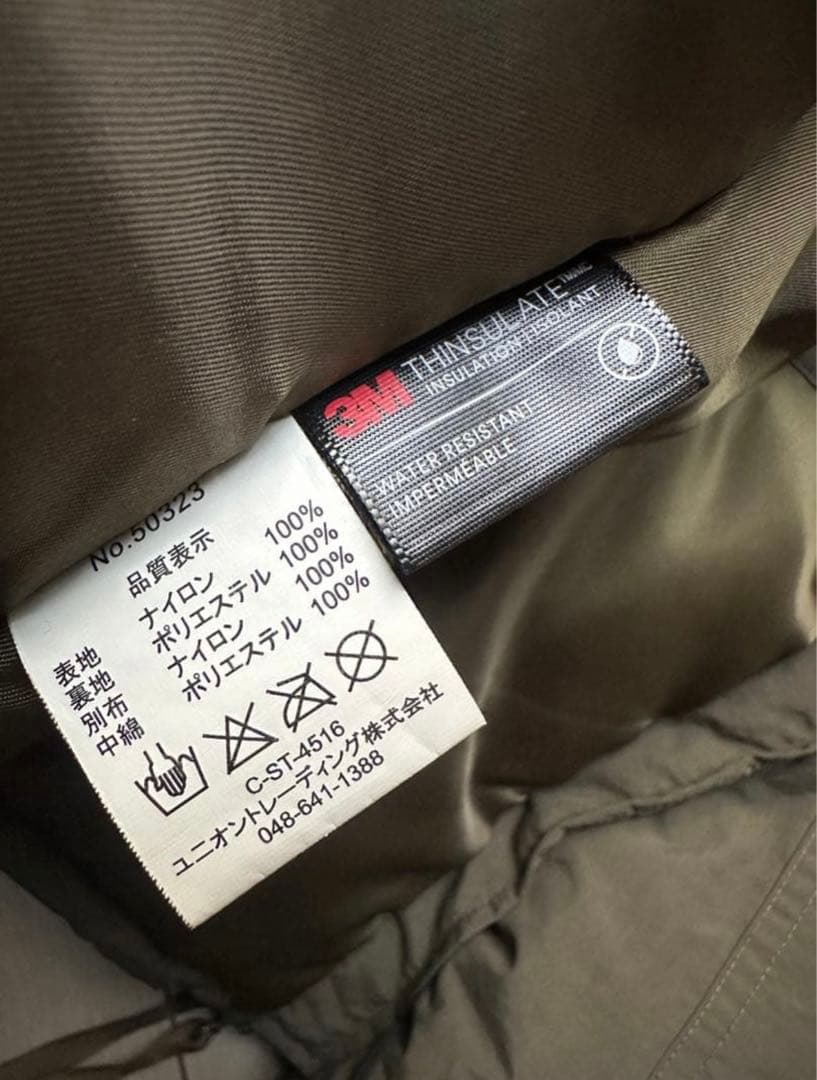 3M THINSULATE™/MC
INSULATION ISOLANT
WATER RESISTANT
IMPERMÉABLE
No.50323
品質表示
表地 ナイロン 100%
裏地 ポリエステル 100%
別布 ナイロン 100%
中綿 ポリエステル 100%
C-ST-4516
ユニオントレーディング株式会社
048-641-1388